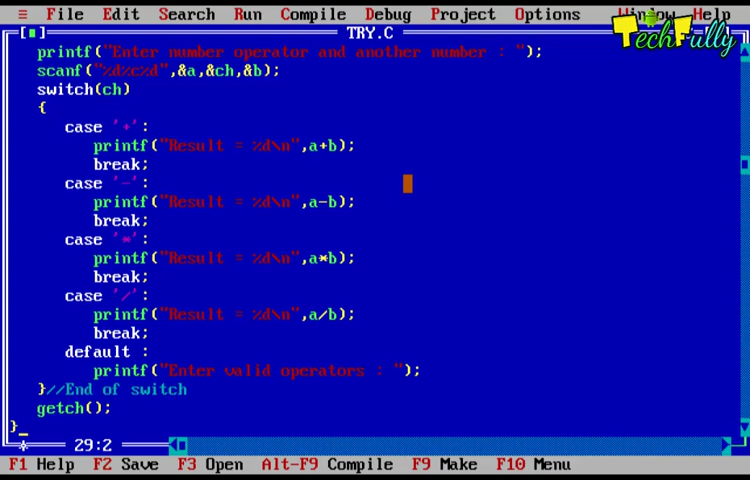 ≡ File Edit Search Run Compile Debug Project Options Window Help
TechFully
[■] TRY.C
printf("Enter number operator and another number : ");
scanf("%d%c%d",&a,&ch,&b);
switch(ch)
{
case '+':
printf("Result = %d\n",a+b);
break;
case '-':
printf("Result = %d\n",a-b);
break;
case '*':
printf("Result = %d\n",a*b);
break;
case '/':
printf("Result = %d\n",a/b);
break;
default :
printf("Enter valid operators : ");
}//End of switch
getch();
}_
29:2
F1 Help F2 Save F3 Open Alt-F9 Compile F9 Make F10 Menu